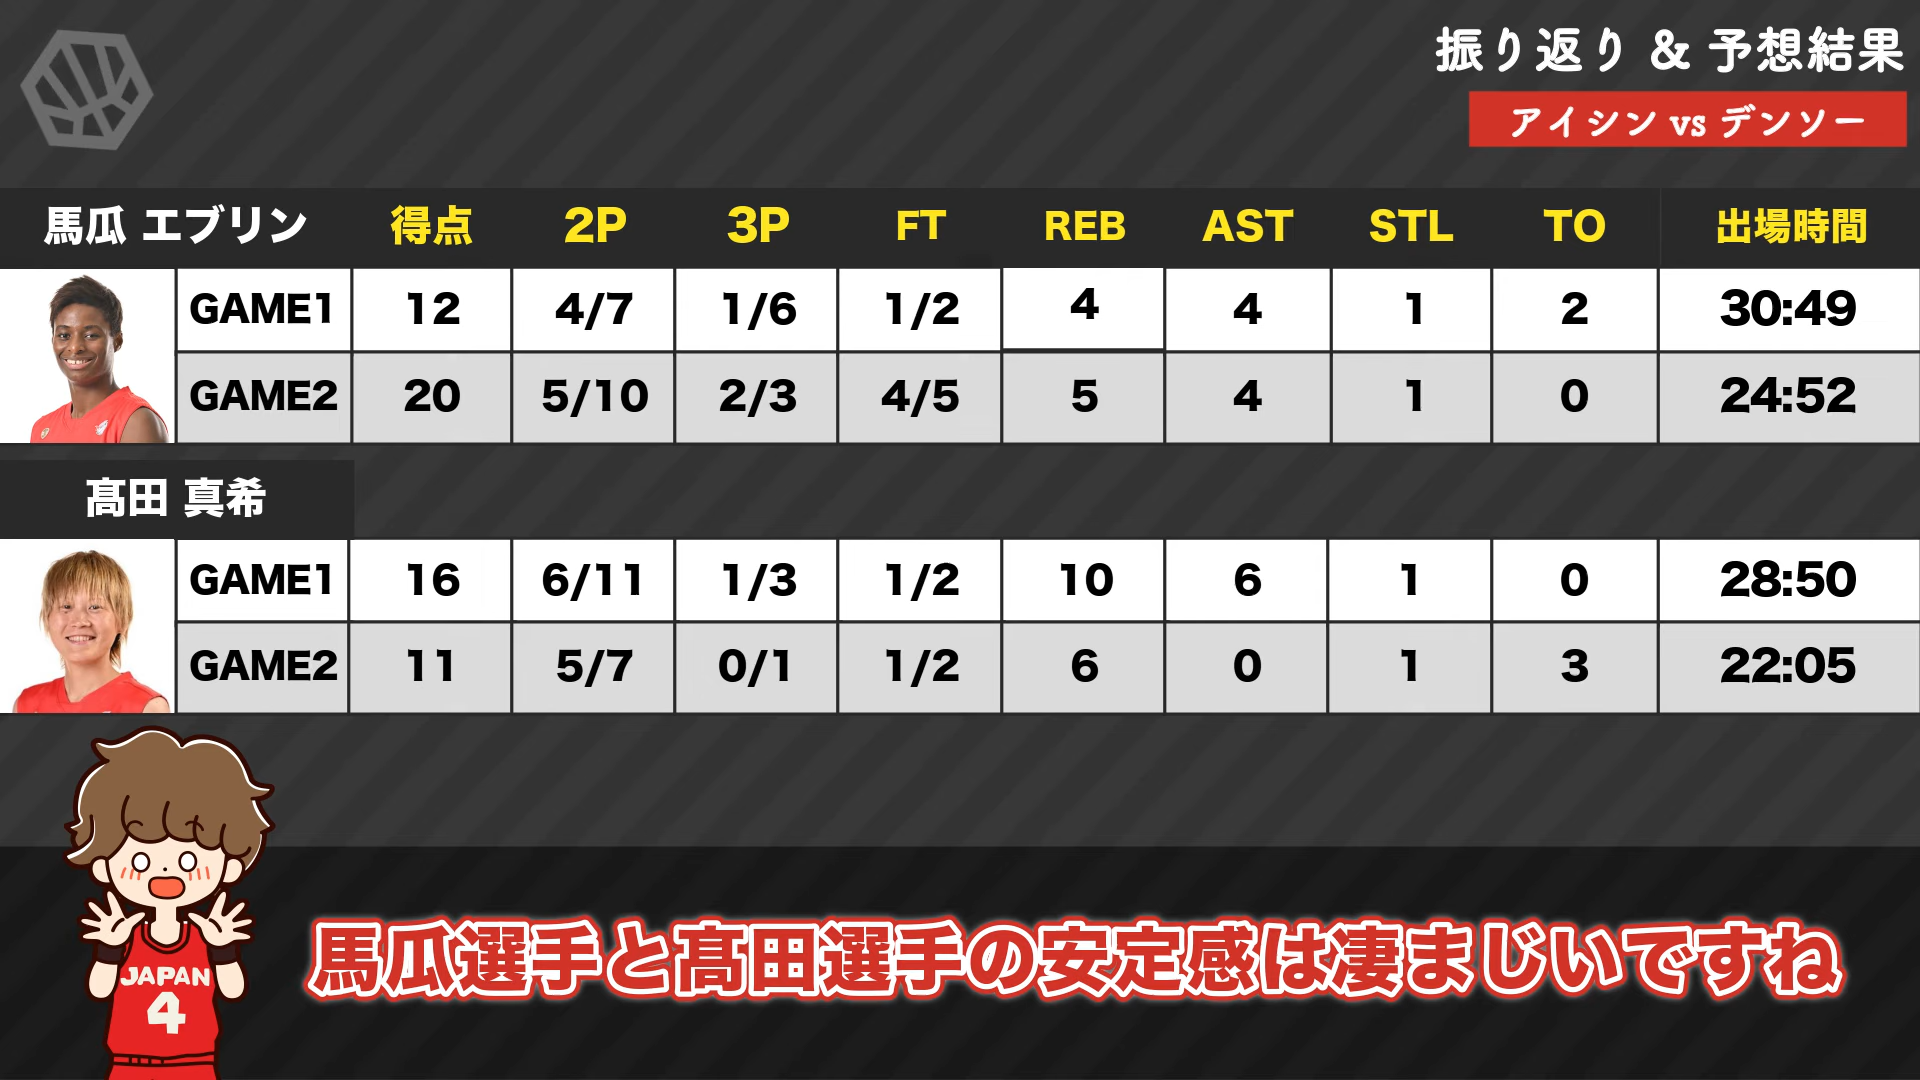 振り返り & 予想結果
アイシン vs デンソー
馬瓜 エブリン 得点 2P 3P FT REB AST STL TO 出場時間
GAME1 12 4/7 1/6 1/2 4 4 1 2 30:49
GAME2 20 5/10 2/3 4/5 5 4 1 0 24:52
髙田 真希
GAME1 16 6/11 1/3 1/2 10 6 1 0 28:50
GAME2 11 5/7 0/1 1/2 6 0 1 3 22:05
JAPAN
4
馬瓜選手と髙田選手の安定感は凄まじいですね